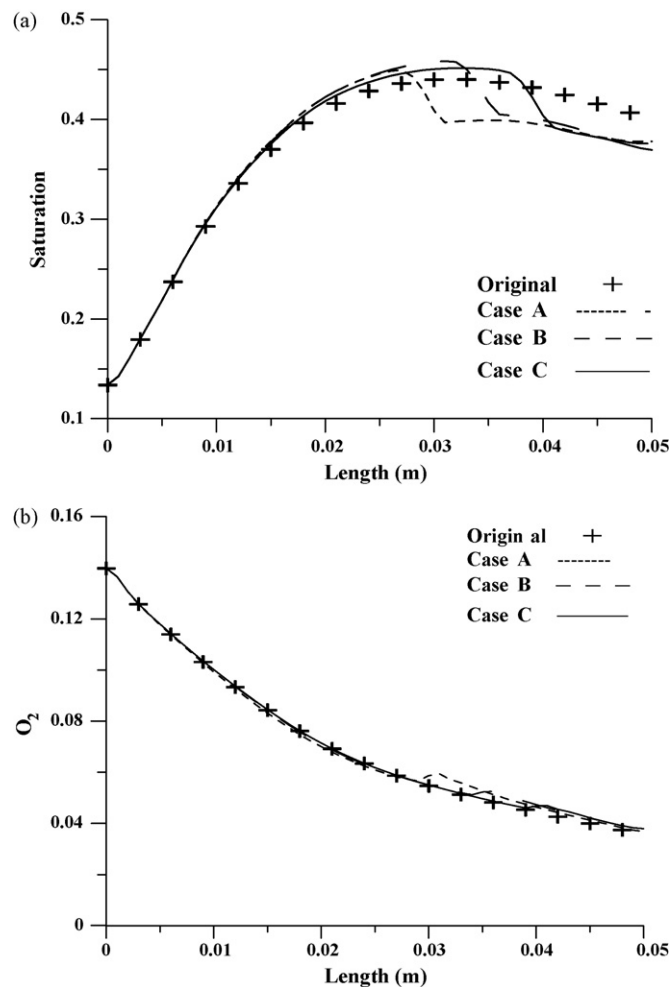 (a)
0.5
0.4
0.3
0.2
0.1
Saturation
Original
Case A
Case B
Case C
0
0.01
0.02
0.03
0.04
0.05
Length (m)
(b)
0.16
0.12
0.08
0.04
0
O2
Origin al
Case A
Case B
Case C
0
0.01
0.02
0.03
0.04
0.05
Length (m)